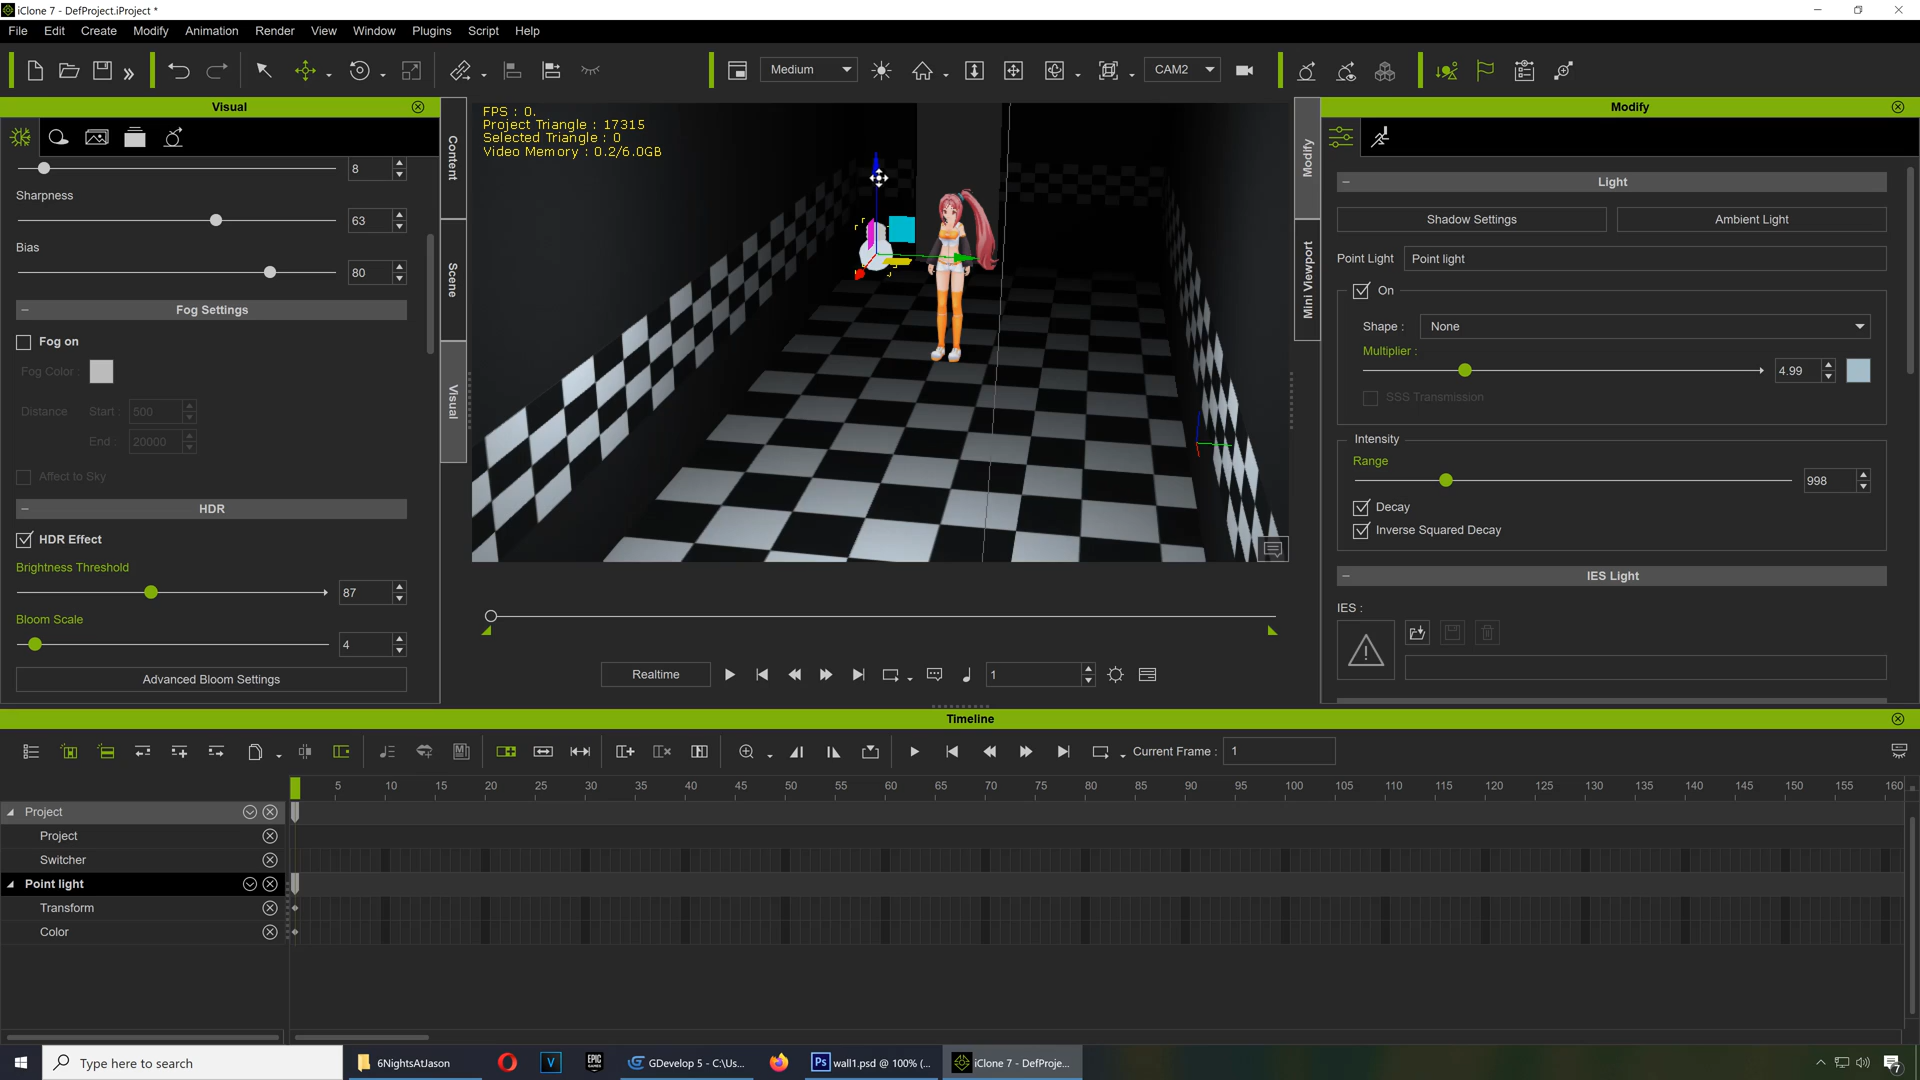 iClone 7 - DefProject.iProject *
File Edit Create Modify Animation Render View Window Plugins Script Help
Medium CAM2
Visual
8
Sharpness
63
Bias
80
Fog Settings
Fog on
Fog Color :
Distance Start : 500
End : 20000
Affect to Sky
HDR
HDR Effect
Brightness Threshold
87
Bloom Scale
4
Advanced Bloom Settings
Content
Scene
Visual
FPS : 0.
Project Triangle : 17315
Selected Triangle : 0
Video Memory : 0.2/6.0GB
Realtime 1
Modify
Mini Viewport
Modify
Light
Shadow Settings Ambient Light
Point Light Point light
On
Shape : None
Multiplier :
4.99
SSS Transmission
Intensity
Range
998
Decay
Inverse Squared Decay
IES Light
IES :
Timeline
Current Frame : 1
5 10 15 20 25 30 35 40 45 50 55 60 65 70 75 80 85 90 95 100 105 110 115 120 125 130 135 140 145 150 155 160
Project
Project
Switcher
Point light
Transform
Color
Type here to search 6NightsAtJason V EPIC GAMES GDevelop 5 - C:\Us... Ps wall1.psd @ 100% (... iClone 7 - DefProje... 7